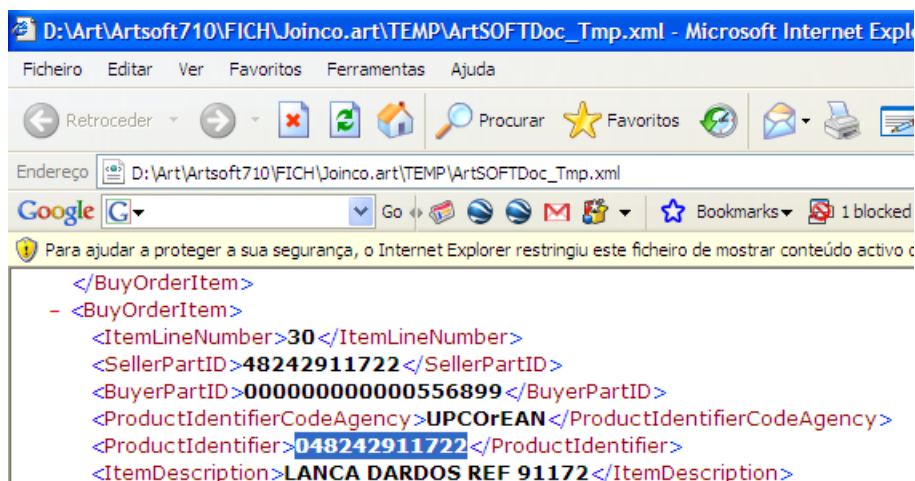 D:\Art\Artsoft710\FICH\Joinco.art\TEMP\ArtSOFTDoc_Tmp.xml - Microsoft Internet Expl
Ficheiro Editar Ver Favoritos Ferramentas Ajuda
Retroceder Procurar Favoritos
Endereço D:\Art\Artsoft710\FICH\Joinco.art\TEMP\ArtSOFTDoc_Tmp.xml
Google G Go Bookmarks 1 blocked
Para ajudar a proteger a sua segurança, o Internet Explorer restringiu este ficheiro de mostrar conteúdo activo
</BuyOrderItem>
- <BuyOrderItem>
<ItemLineNumber>30</ItemLineNumber>
<SellerPartID>48242911722</SellerPartID>
<BuyerPartID>000000000000556899</BuyerPartID>
<ProductIdentifierCodeAgency>UPCOrEAN</ProductIdentifierCodeAgency>
<ProductIdentifier>048242911722</ProductIdentifier>
<ItemDescription>LANCA DARDOS REF 91172</ItemDescription>